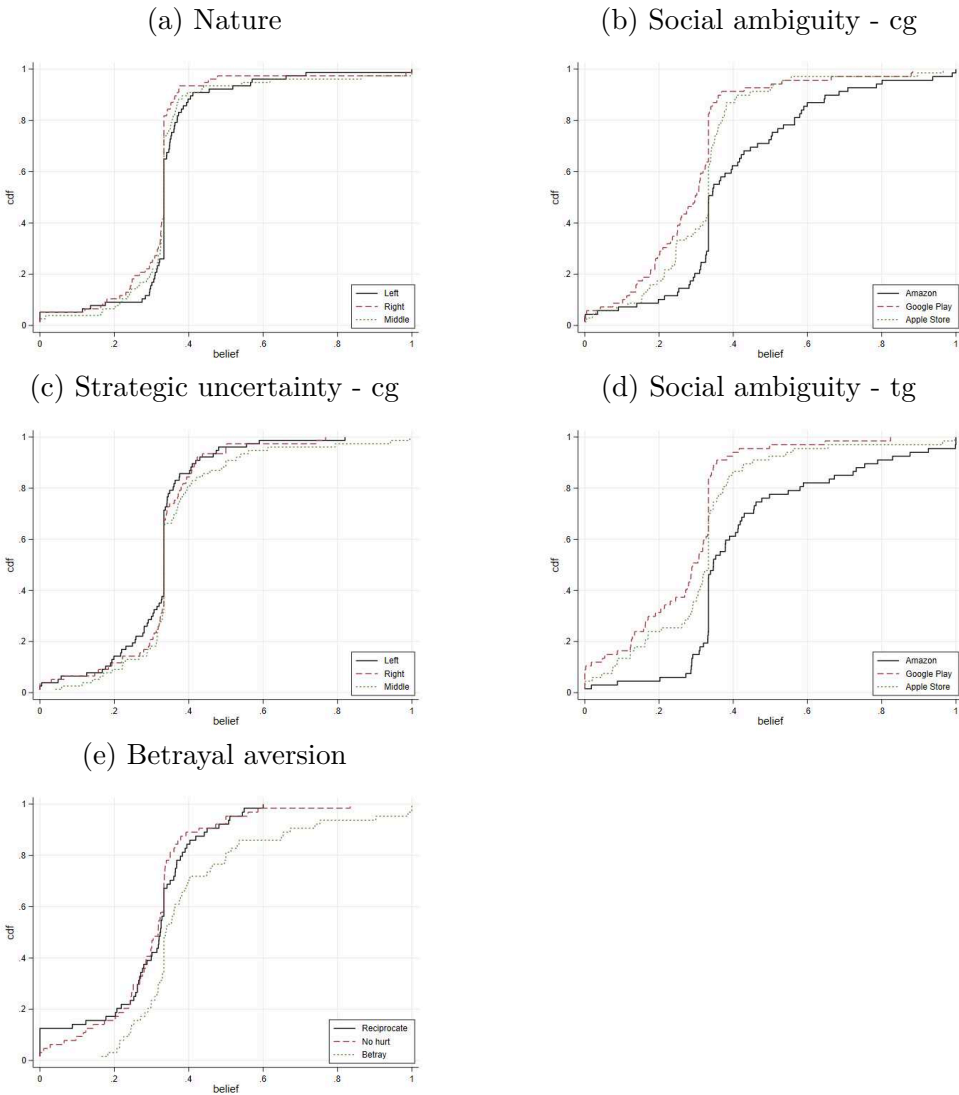 (a) Nature
cdf
1
.8
.6
.4
.2
0
0 .2 .4 .6 .8 1
belief
Left
Right
Middle
(b) Social ambiguity - cg
cdf
1
.8
.6
.4
.2
0
0 .2 .4 .6 .8 1
belief
Amazon
Google Play
Apple Store
(c) Strategic uncertainty - cg
cdf
1
.8
.6
.4
.2
0
0 .2 .4 .6 .8 1
belief
Left
Right
Middle
(d) Social ambiguity - tg
cdf
1
.8
.6
.4
.2
0
0 .2 .4 .6 .8 1
belief
Amazon
Google Play
Apple Store
(e) Betrayal aversion
cdf
1
.8
.6
.4
.2
0
0 .2 .4 .6 .8 1
belief
Reciprocate
No hurt
Betray